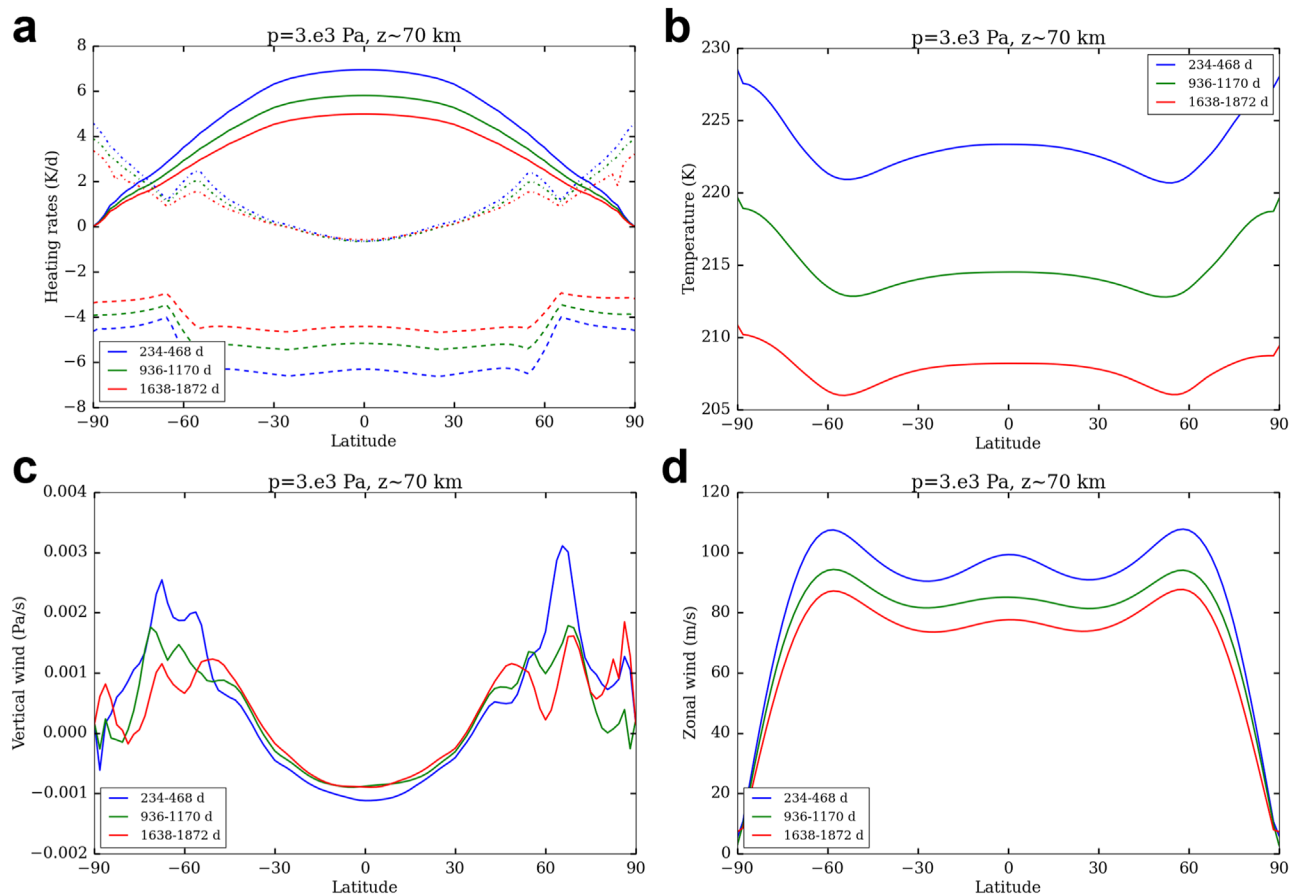 a
p=3.e3 Pa, z~70 km
8
6
4
2
0
−2
−4
−6
−8
Heating rates (K/d)
234-468 d
936-1170 d
1638-1872 d
−90 −60 −30 0 30 60 90
Latitude
b
p=3.e3 Pa, z~70 km
230
225
220
215
210
205
Temperature (K)
234-468 d
936-1170 d
1638-1872 d
−90 −60 −30 0 30 60 90
Latitude
c
p=3.e3 Pa, z~70 km
0.004
0.003
0.002
0.001
0.000
−0.001
−0.002
Vertical wind (Pa/s)
234-468 d
936-1170 d
1638-1872 d
−90 −60 −30 0 30 60 90
Latitude
d
p=3.e3 Pa, z~70 km
120
100
80
60
40
20
0
Zonal wind (m/s)
234-468 d
936-1170 d
1638-1872 d
−90 −60 −30 0 30 60 90
Latitude